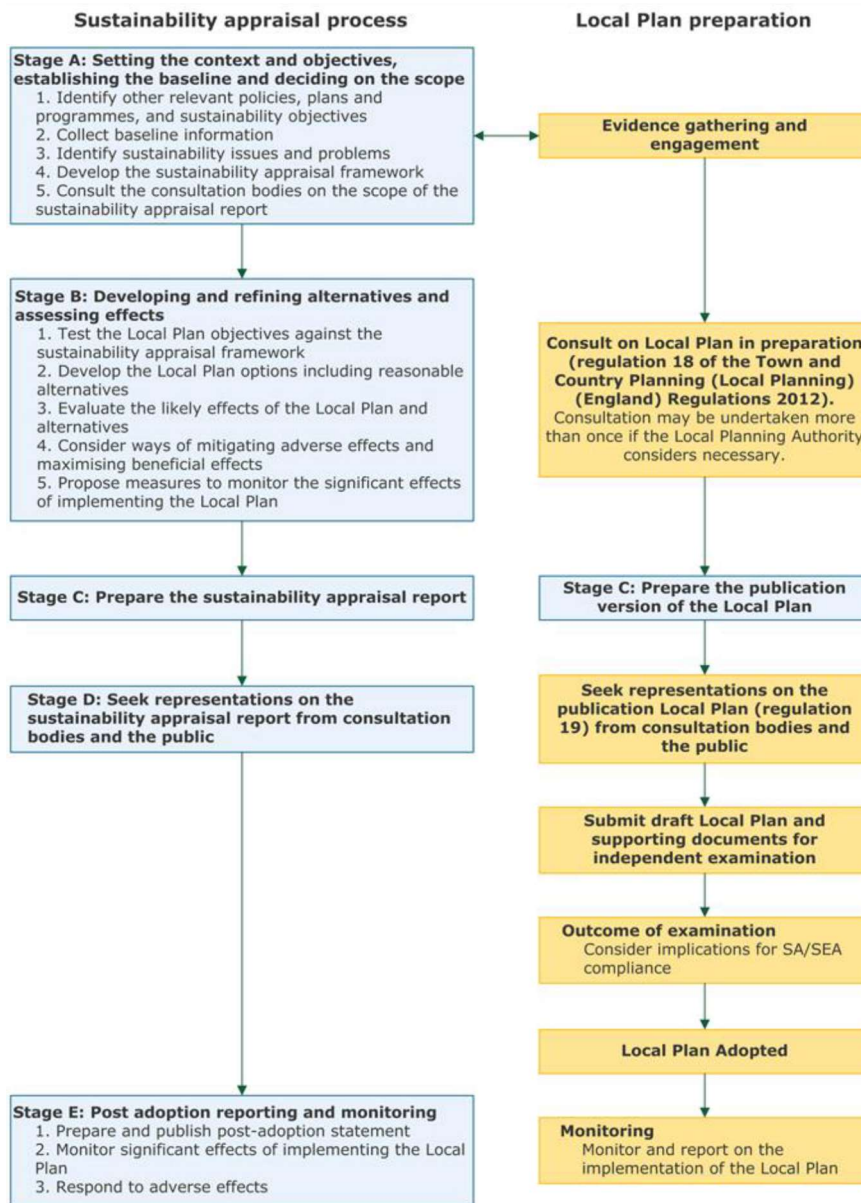 Sustainability appraisal process
Stage A: Setting the context and objectives,
establishing the baseline and deciding on the scope
1. Identify other relevant policies, plans and
programmes, and sustainability objectives
2. Collect baseline information
3. Identify sustainability issues and problems
4. Develop the sustainability appraisal framework
5. Consult the consultation bodies on the scope of the
sustainability appraisal report
Stage B: Developing and refining alternatives and
assessing effects
1. Test the Local Plan objectives against the
sustainability appraisal framework
2. Develop the Local Plan options including reasonable
alternatives
3. Evaluate the likely effects of the Local Plan and
alternatives
4. Consider ways of mitigating adverse effects and
maximising beneficial effects
5. Propose measures to monitor the significant effects
of implementing the Local Plan
Stage C: Prepare the sustainability appraisal report
Stage D: Seek representations on the
sustainability appraisal report from consultation
bodies and the public
Stage E: Post adoption reporting and monitoring
1. Prepare and publish post-adoption statement
2. Monitor significant effects of implementing the Local
Plan
3. Respond to adverse effects
Local Plan preparation
Evidence gathering and
engagement
Consult on Local Plan in preparation
(regulation 18 of the Town and
Country Planning (Local Planning)
(England) Regulations 2012).
Consultation may be undertaken more
than once if the Local Planning Authority
considers necessary.
Stage C: Prepare the publication
version of the Local Plan
Seek representations on the
publication Local Plan (regulation
19) from consultation bodies and
the public
Submit draft Local Plan and
supporting documents for
independent examination
Outcome of examination
Consider implications for SA/SEA
compliance
Local Plan Adopted
Monitoring
Monitor and report on the
implementation of the Local Plan